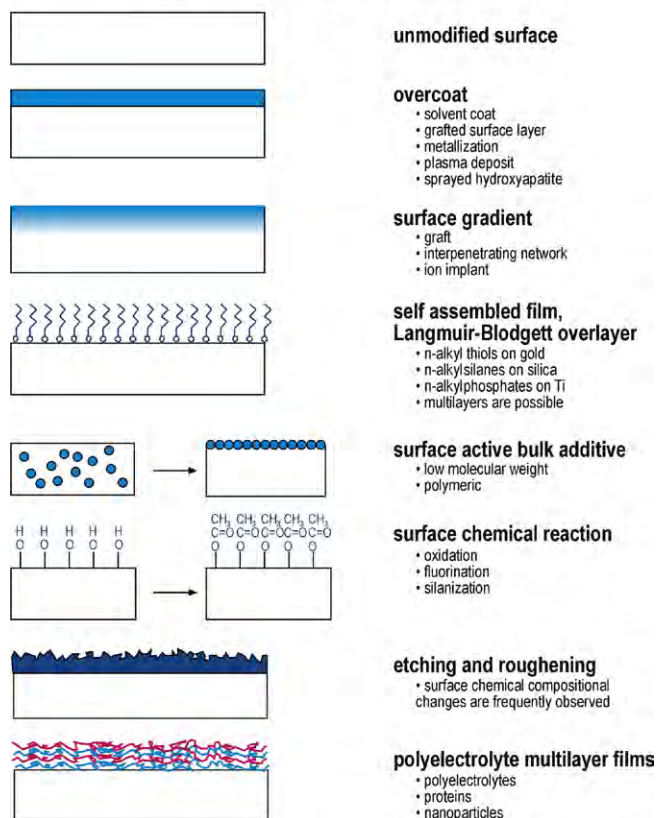 unmodified surface
overcoat
• solvent coat
• grafted surface layer
• metallization
• plasma deposit
• sprayed hydroxyapatite
surface gradient
• graft
• interpenetrating network
• ion implant
self assembled film,
Langmuir-Blodgett overlayer
• n-alkyl thiols on gold
• n-alkylsilanes on silica
• n-alkylphosphates on Ti
• multilayers are possible
surface active bulk additive
• low molecular weight
• polymeric
H H H H H
O O O O O
CH3 CH3 CH3 CH3 CH3
C=O C=O C=O C=O C=O
O O O O O
surface chemical reaction
• oxidation
• fluorination
• silanization
etching and roughening
• surface chemical compositional
changes are frequently observed
polyelectrolyte multilayer films
• polyelectrolytes
• proteins
• nanoparticles